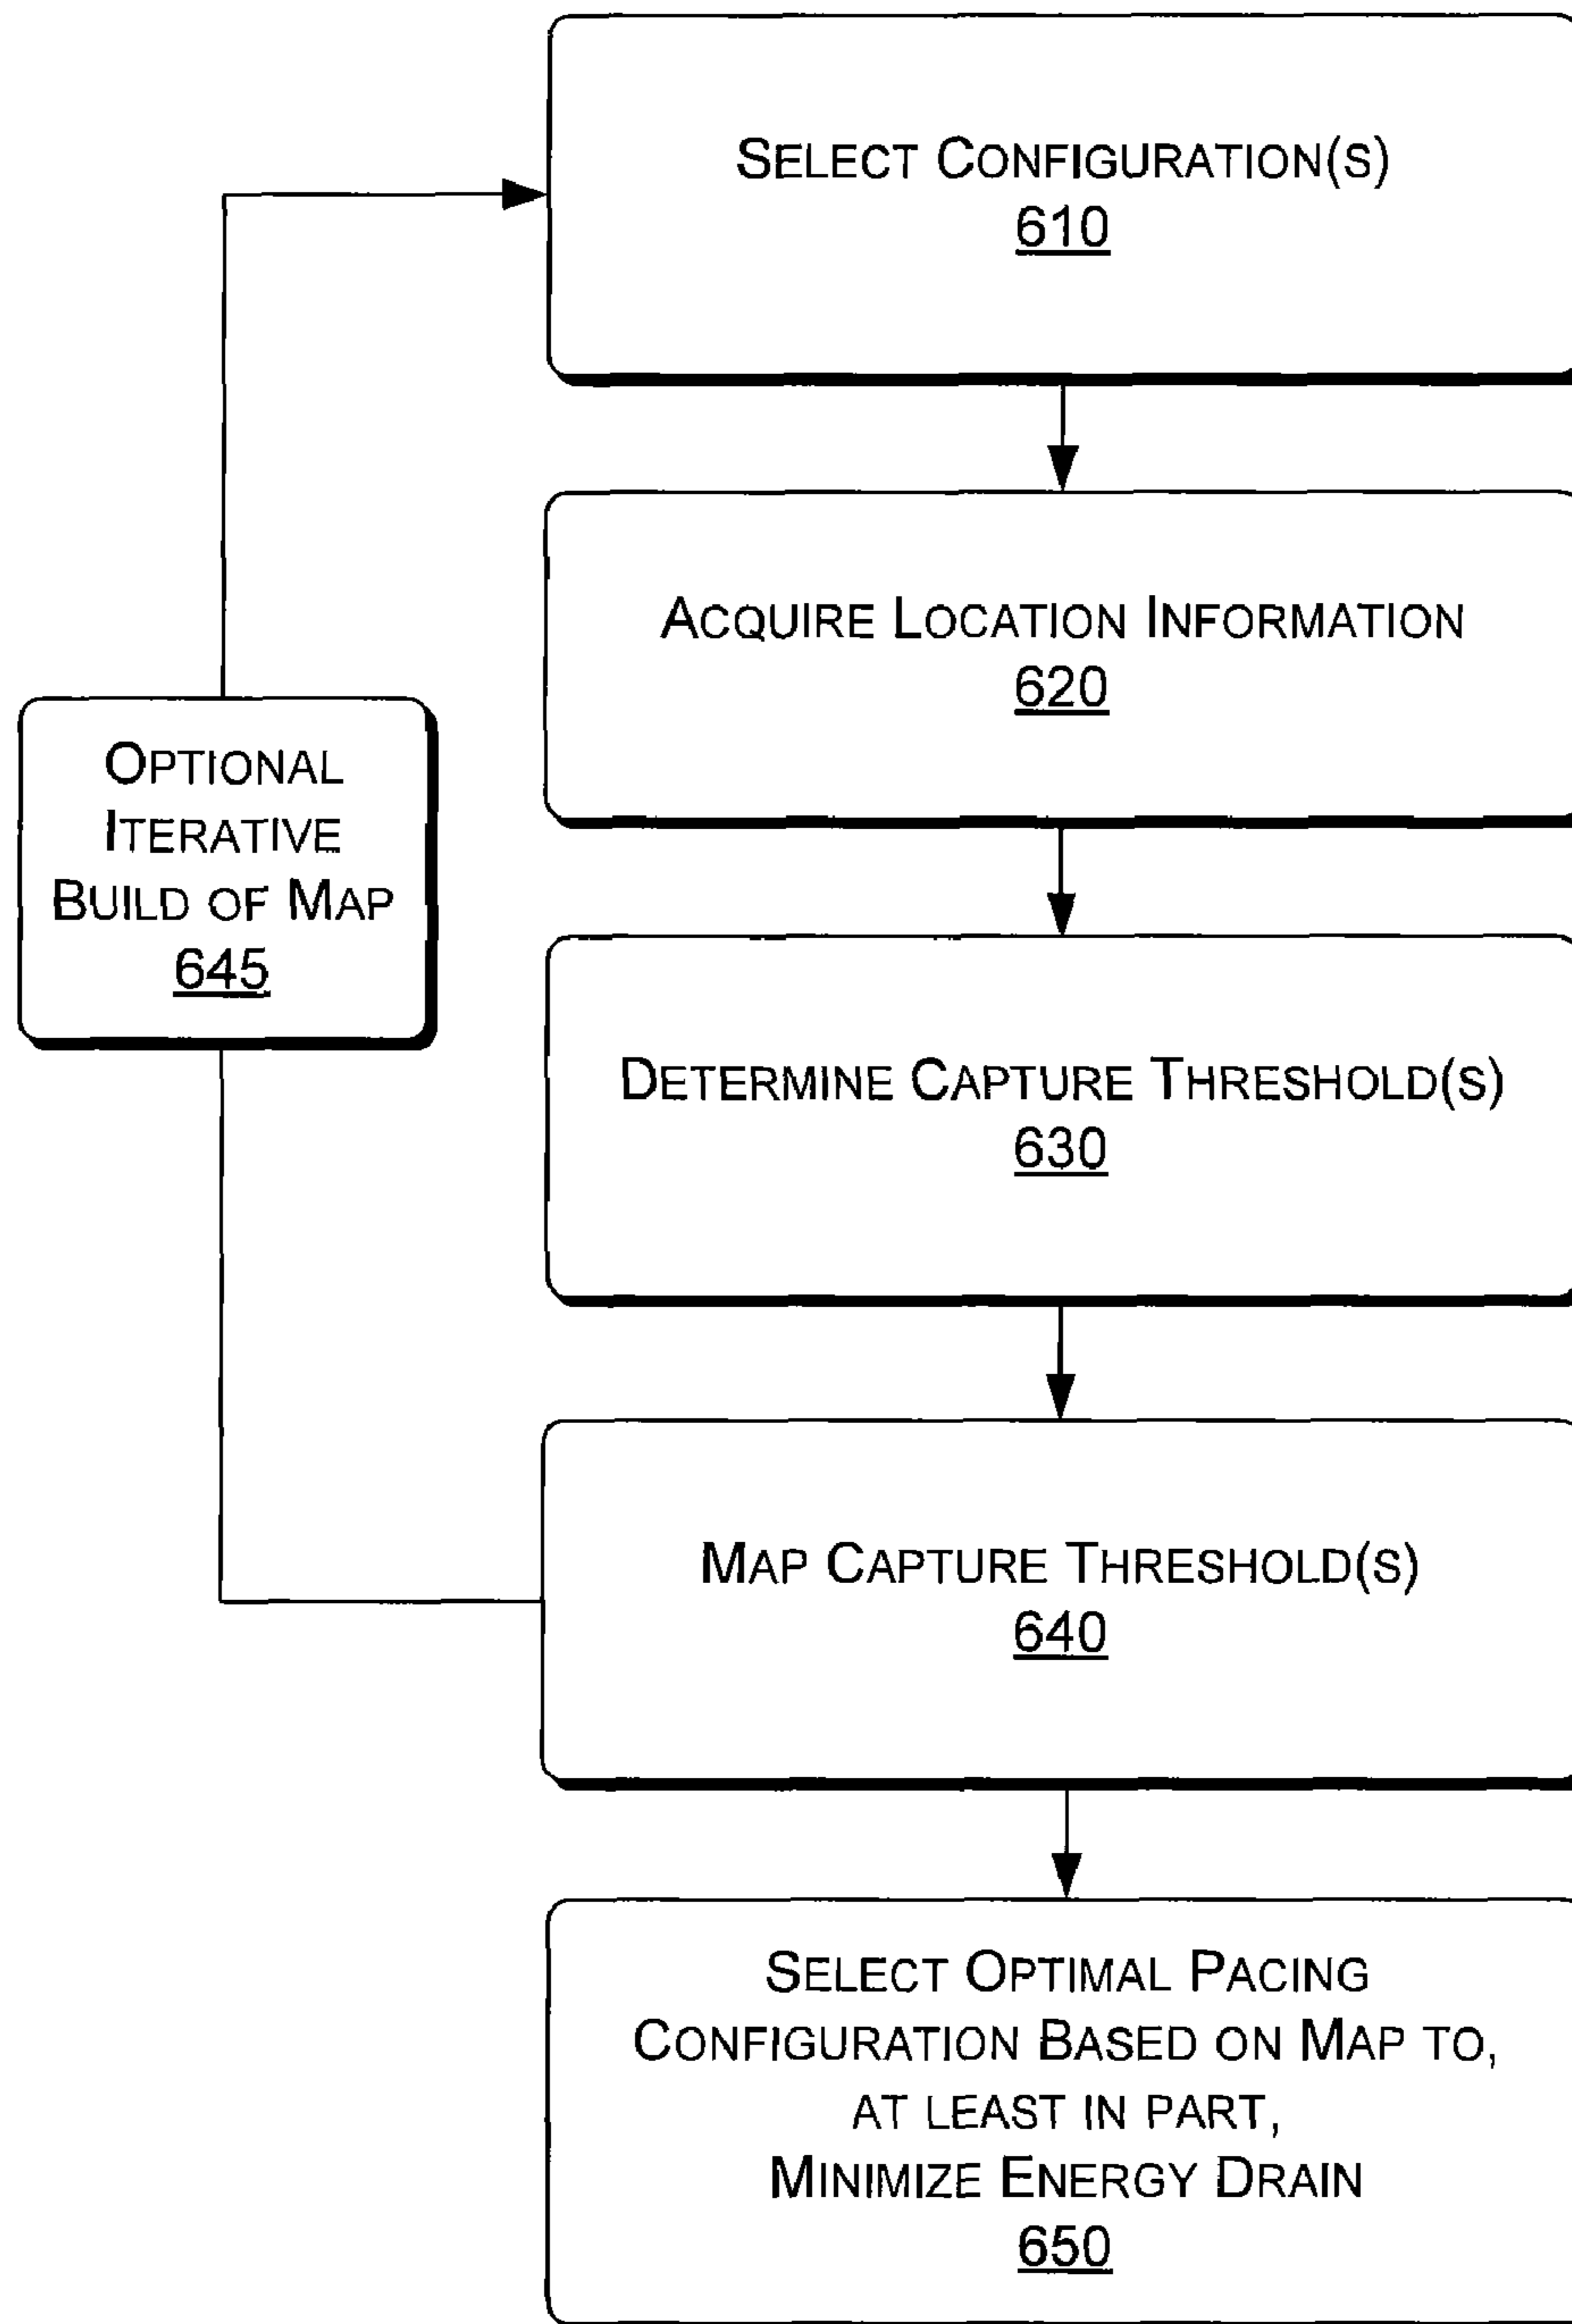 SELECT CONFIGURATION(S)
610
ACQUIRE LOCATION INFORMATION
620
OPTIONAL
ITERATIVE
BUILD OF MAP
645
DETERMINE CAPTURE THRESHOLD(S)
630
MAP CAPTURE THRESHOLD(S)
640
SELECT OPTIMAL PACING
CONFIGURATION BASED ON MAP TO,
AT LEAST IN PART,
MINIMIZE ENERGY DRAIN
650